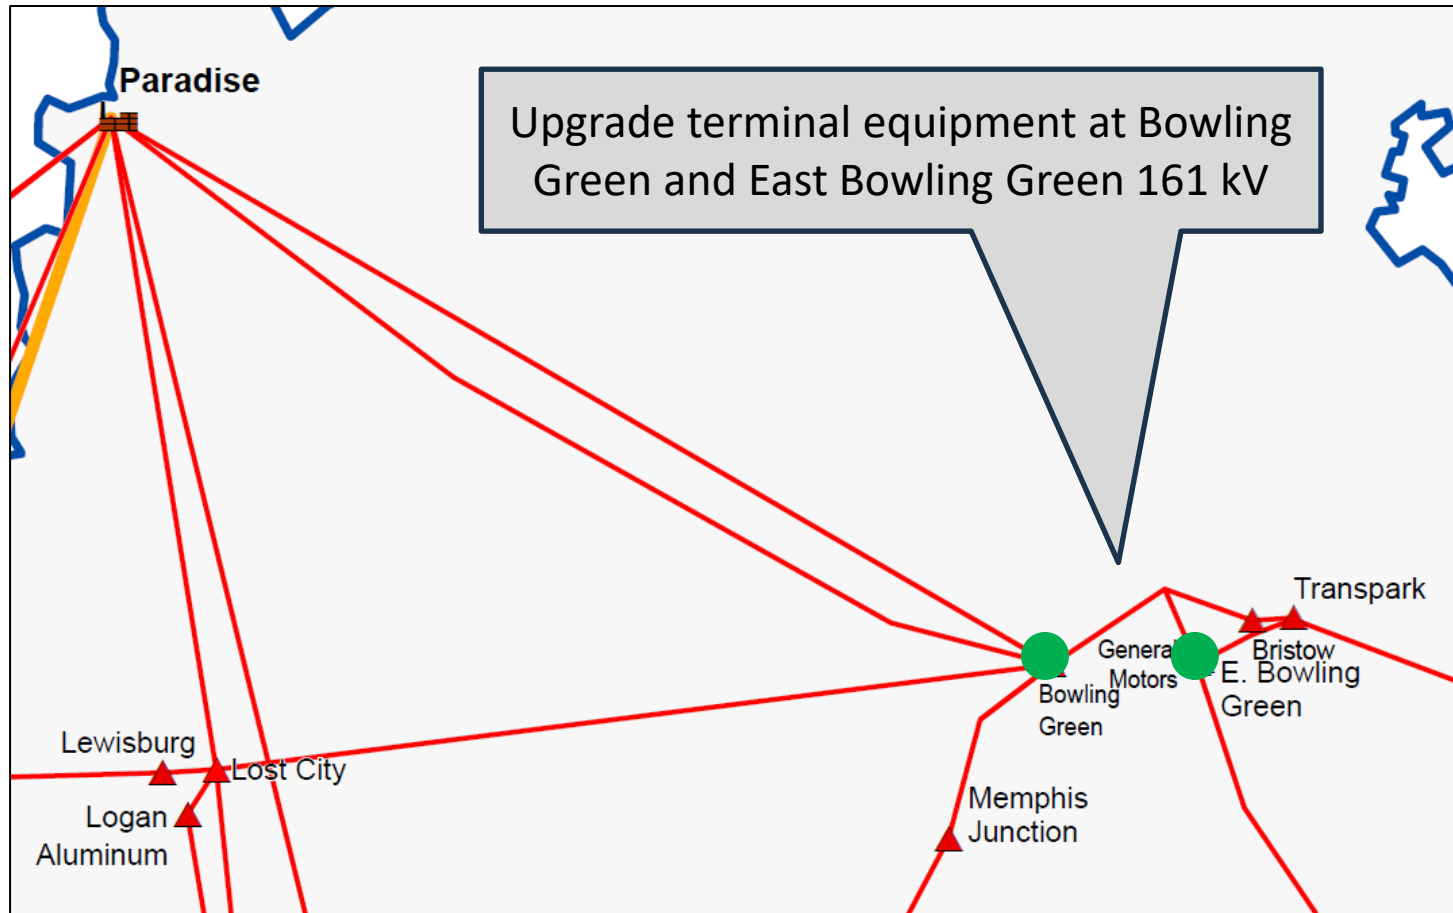 Paradise
Upgrade terminal equipment at Bowling
Green and East Bowling Green 161 kV
Transpark
General
Motors
Bristow
E. Bowling
Green
Bowling
Green
Lewisburg
Lost City
Logan
Aluminum
Memphis
Junction